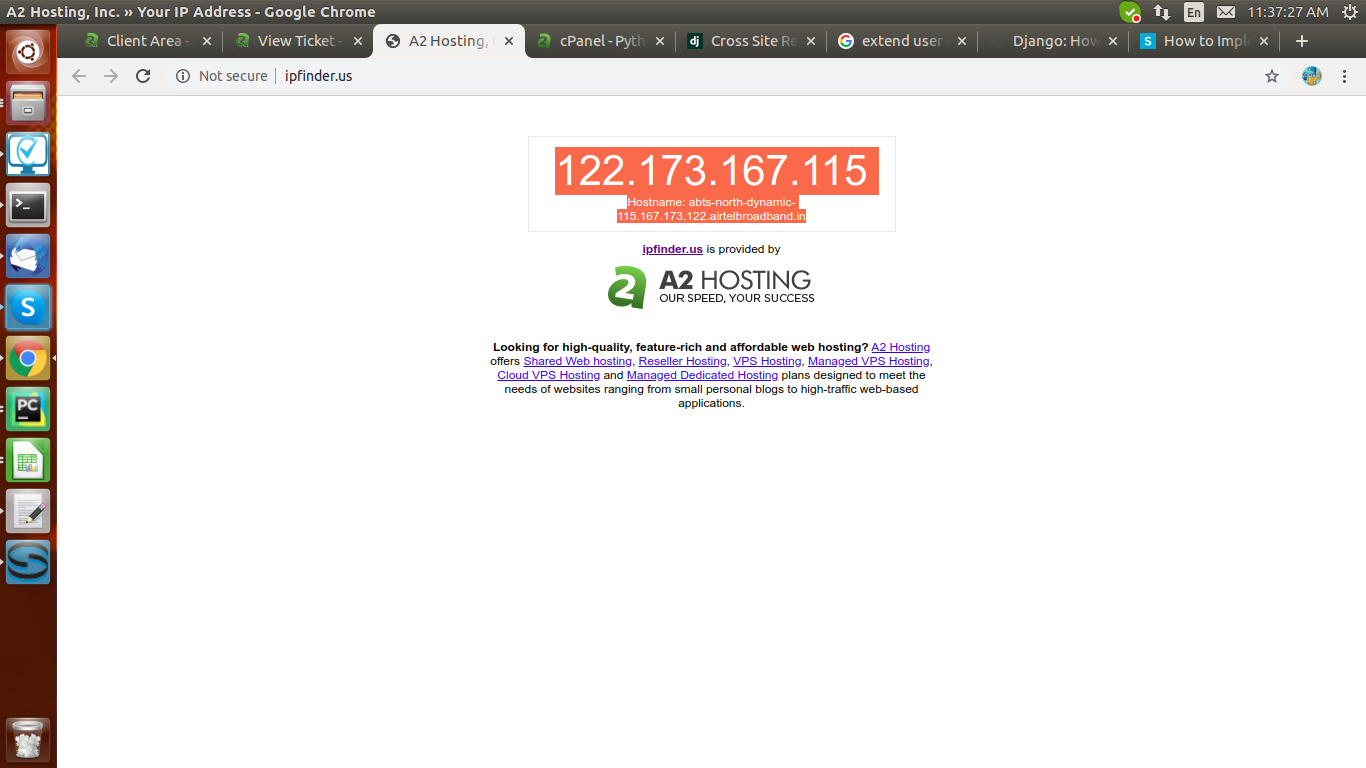 A2 Hosting, Inc. » Your IP Address - Google Chrome
En
11:37:27 AM
Client Area -
View Ticket -
A2 Hosting,
cPanel - Pyth
Cross Site Re
extend user
Django: How
How to Imple
Not secure
ipfinder.us
122.173.167.115
Hostname: abts-north-dynamic-
115.167.173.122.airtelbroadband.in
ipfinder.us is provided by
A2 HOSTING
OUR SPEED, YOUR SUCCESS
Looking for high-quality, feature-rich and affordable web hosting? A2 Hosting
offers Shared Web hosting, Reseller Hosting, VPS Hosting, Managed VPS Hosting,
Cloud VPS Hosting and Managed Dedicated Hosting plans designed to meet the
needs of websites ranging from small personal blogs to high-traffic web-based
applications.